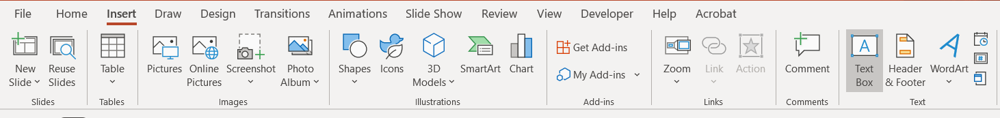 File Home Insert Draw Design Transitions Animations Slide Show Review View Developer Help Acrobat
New Slide
Reuse Slides
Slides
Table
Tables
Pictures
Online Pictures
Screenshot
Photo Album
Images
Shapes
Icons
3D Models
SmartArt
Chart
Illustrations
Get Add-ins
My Add-ins
Add-ins
Zoom
Link
Action
Links
Comment
Comments
A
Text Box
Header & Footer
A
WordArt
#
Text